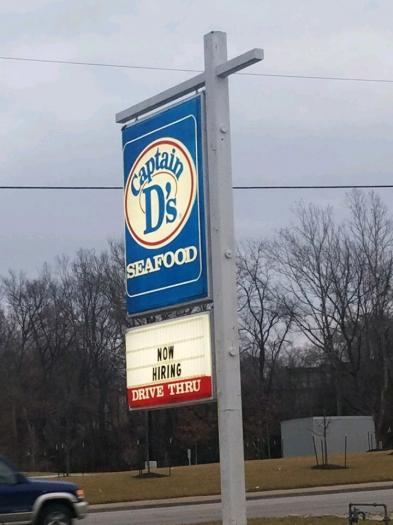 Captain
D's
SEAFOOD
NOW
HIRING
DRIVE THRU